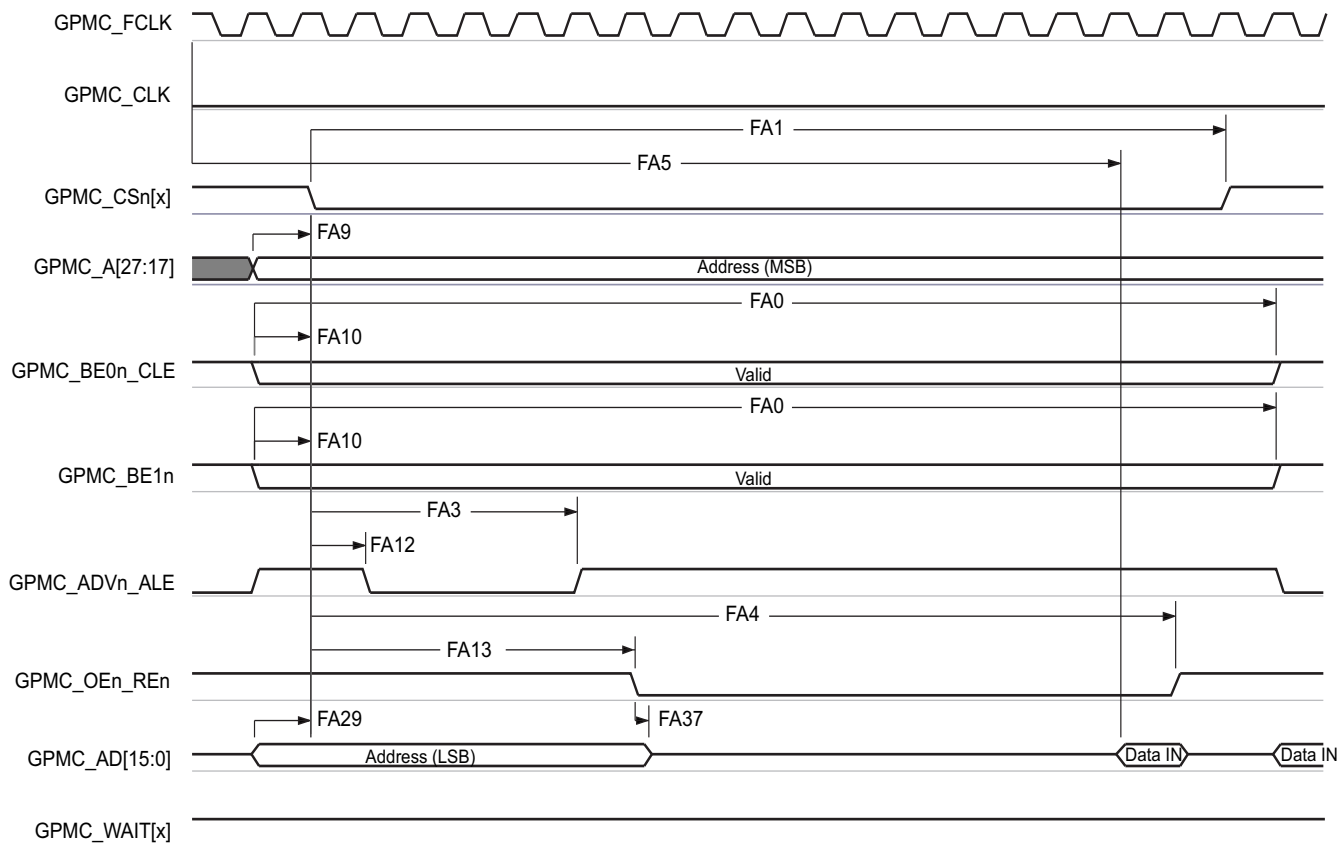 GPMC_FCLK
GPMC_CLK
FA1
FA5
GPMC_CSn[x]
FA9
GPMC_A[27:17]
Address (MSB)
FA0
FA10
GPMC_BE0n_CLE
Valid
FA0
FA10
GPMC_BE1n
Valid
FA3
FA12
GPMC_ADVn_ALE
FA4
FA13
GPMC_OEn_REn
FA29
FA37
GPMC_AD[15:0]
Address (LSB)
Data IN
Data IN
GPMC_WAIT[x]